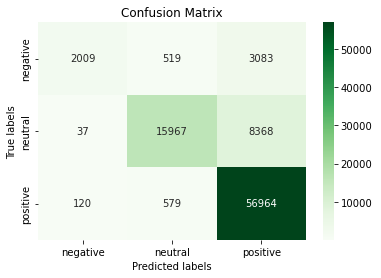 Confusion Matrix
negative 2009 519 3083
neutral 37 15967 8368
positive 120 579 56964
True labels
negative neutral positive
Predicted labels
50000
40000
30000
20000
10000